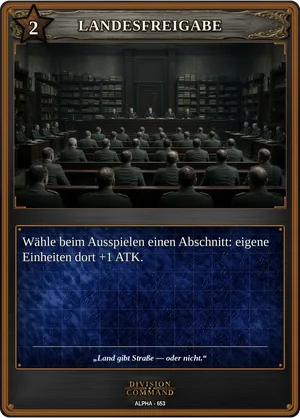 2
LANDESFREIGABE
Wähle beim Ausspielen einen Abschnitt: eigene
Einheiten dort +1 ATK.
„Land gibt Straße — oder nicht.“
DIVISION
COMMAND
ALPHA - 653